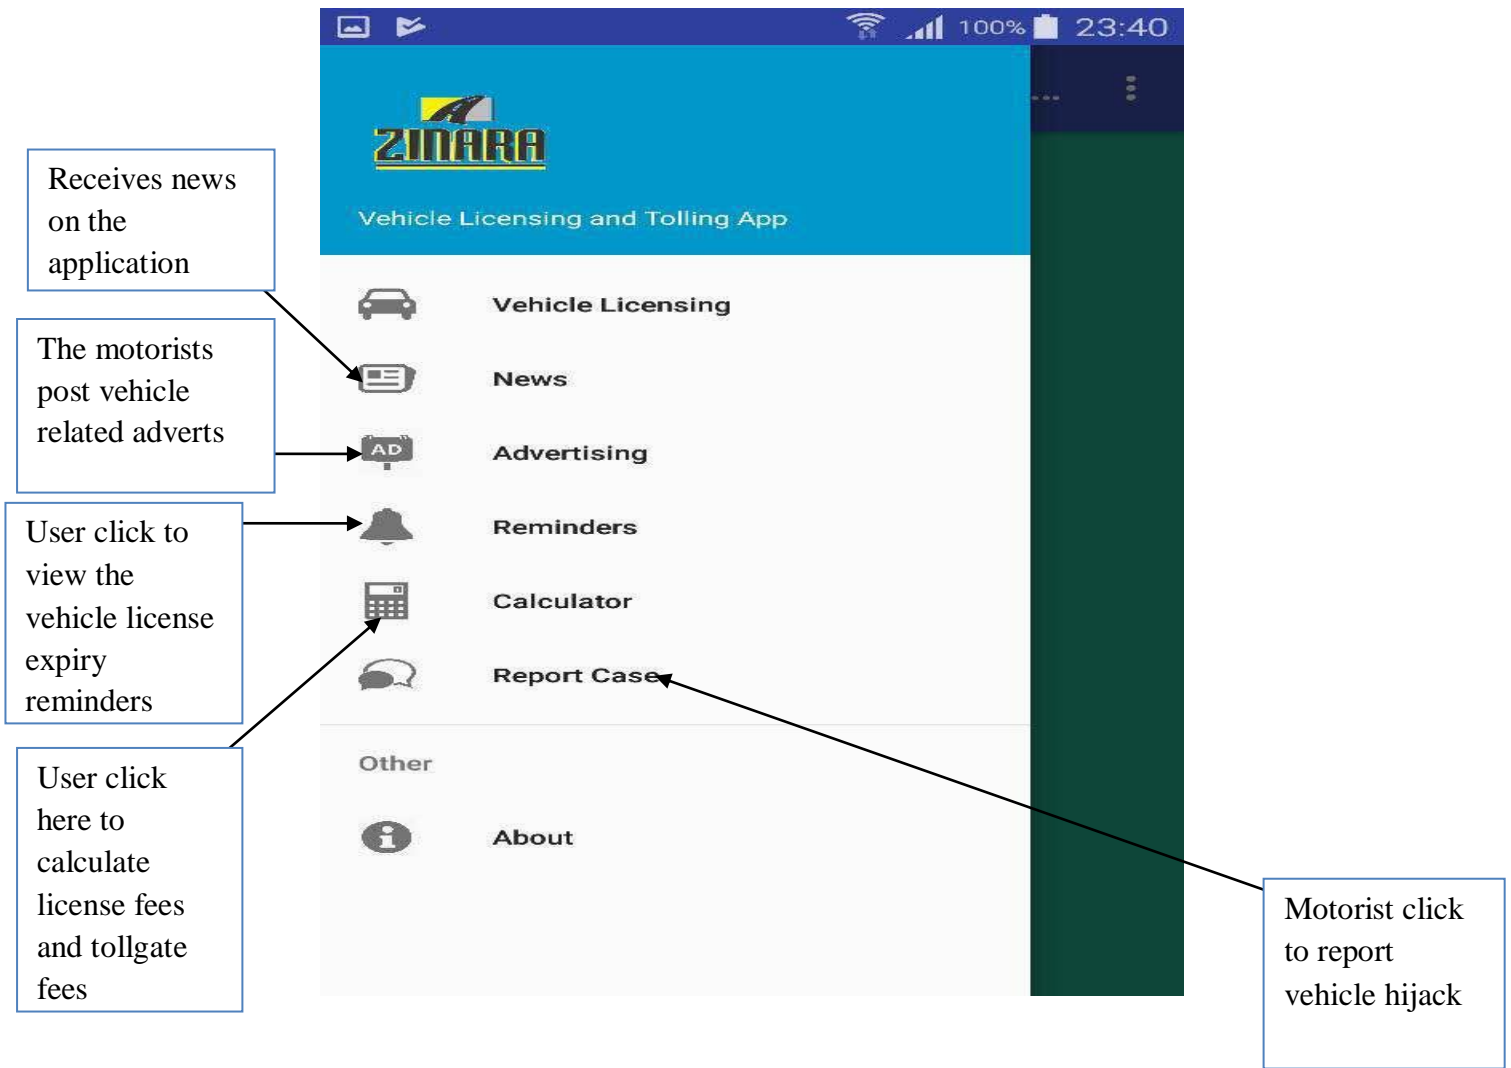 100% 23:40
ZINARA
Vehicle Licensing and Tolling App
Vehicle Licensing
News
AD
Advertising
Reminders
Calculator
Report Case
Other
About
...
Receives news
on the
application
The motorists
post vehicle
related adverts
User click to
view the
vehicle license
expiry
reminders
User click
here to
calculate
license fees
and tollgate
fees
Motorist click
to report
vehicle hijack